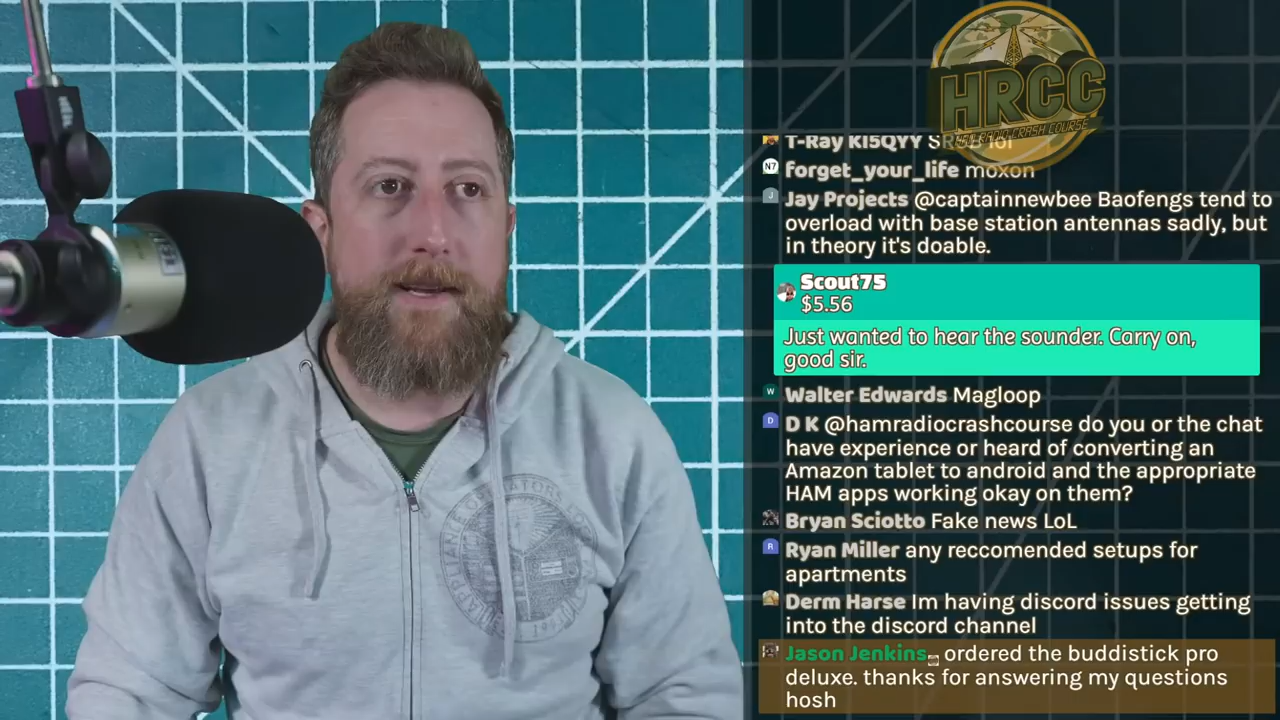 HRCC
HAM RADIO CRASH COURSE
T-Ray KI5QYY
N7 forget_your_life moxon
J Jay Projects @captainnewbee Baofengs tend to
overload with base station antennas sadly, but
in theory it's doable.
Scout75
$5.56
Just wanted to hear the sounder. Carry on,
good sir.
W Walter Edwards Magloop
D D K @hamradiocrashcourse do you or the chat
have experience or heard of converting an
Amazon tablet to android and the appropriate
HAM apps working okay on them?
Bryan Sciotto Fake news LoL
R Ryan Miller any reccomended setups for
apartments
Derm Harse Im having discord issues getting
into the discord channel
Jason Jenkins ordered the buddistick pro
deluxe. thanks for answering my questions
hosh